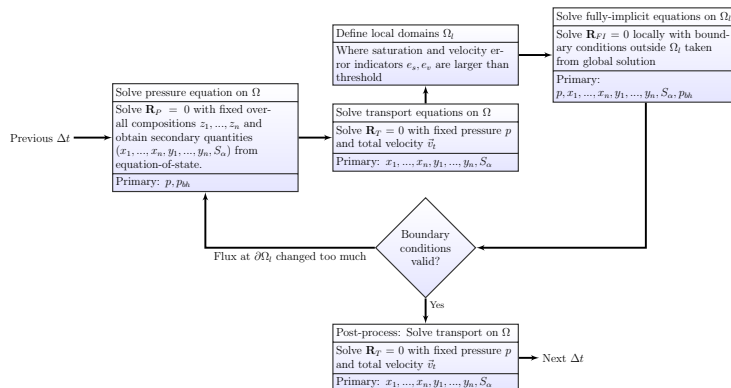 Previous Δt
Solve pressure equation on Ω
Solve R_P = 0 with fixed over-
all compositions z_1, ..., z_n and
obtain secondary quantities
(x_1, ..., x_n, y_1, ..., y_n, S_α) from
equation-of-state.
Primary: p, p_bh
Solve transport equations on Ω
Solve R_T = 0 with fixed pressure p
and total velocity v⃗_t
Primary: x_1, ..., x_n, y_1, ..., y_n, S_α
Define local domains Ω_l
Where saturation and velocity er-
ror indicators e_s, e_v are larger than
threshold
Solve fully-implicit equations on Ω_l
Solve R_FI = 0 locally with bound-
ary conditions outside Ω_l taken
from global solution
Primary:
p, x_1, ..., x_n, y_1, ..., y_n, S_α, p_bh
Boundary
conditions
valid?
Flux at ∂Ω_l changed too much
Yes
Post-process: Solve transport on Ω
Solve R_T = 0 with fixed pressure p
and total velocity v⃗_t
Primary: x_1, ..., x_n, y_1, ..., y_n, S_α
Next Δt